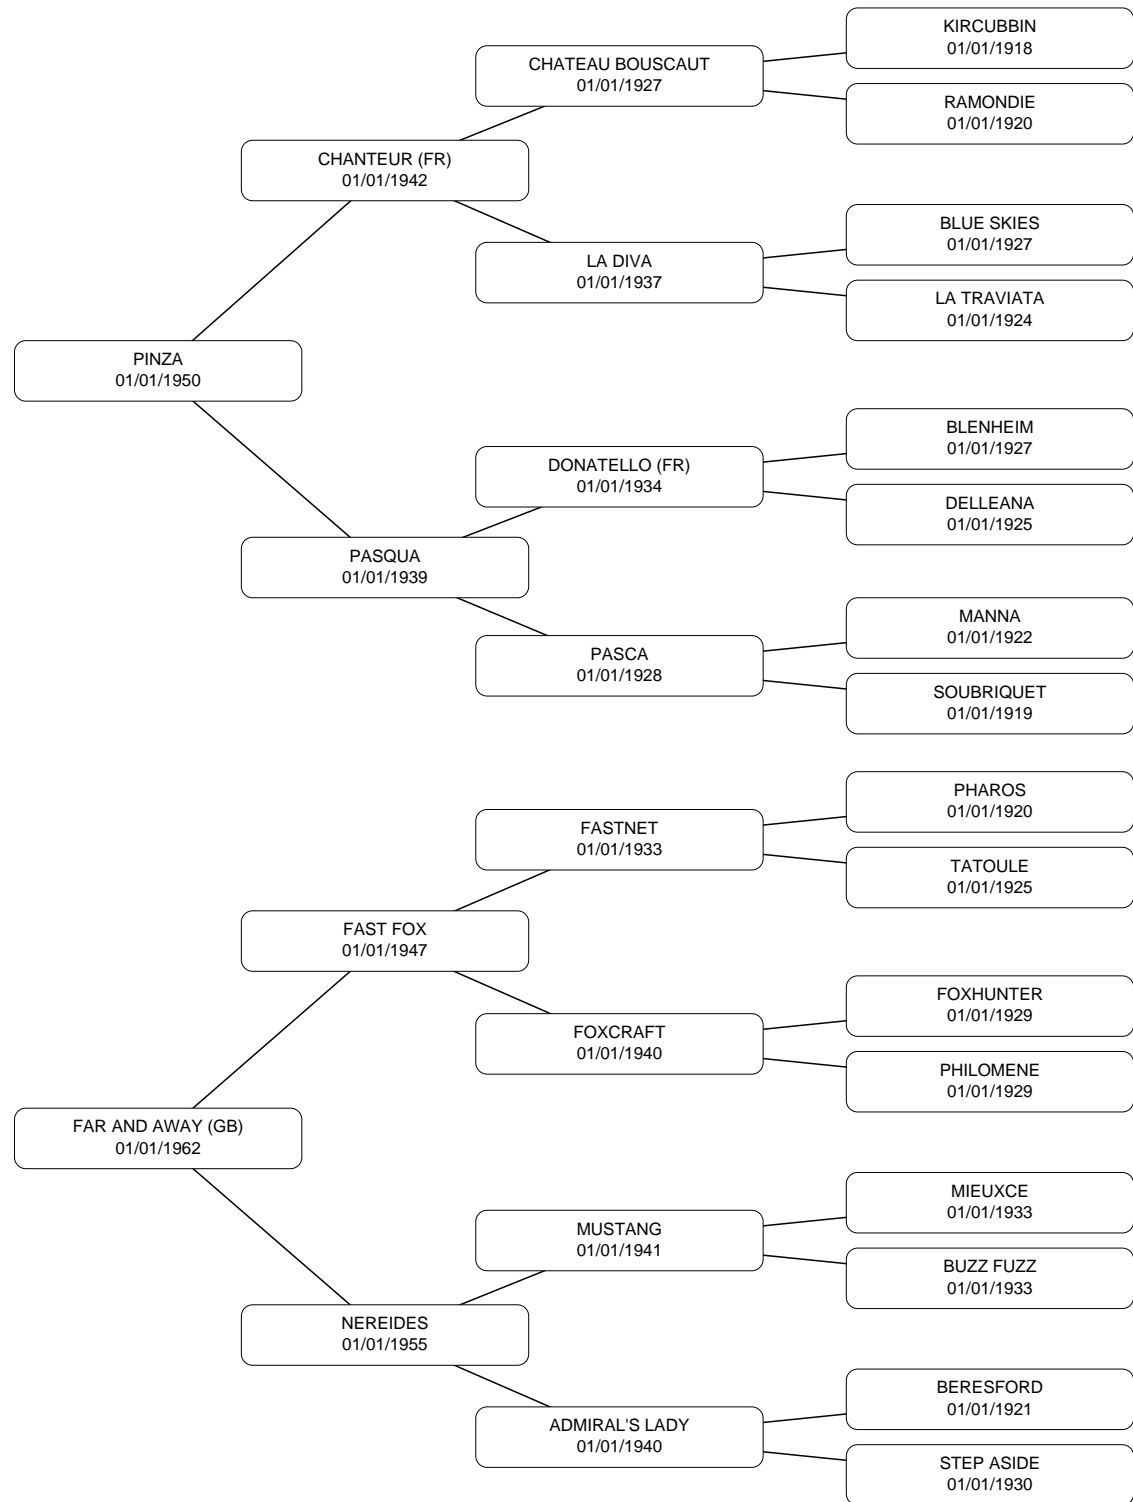 KIRCUBBIN
01/01/1918
CHATEAU BOUSCAUT
01/01/1927
RAMONDIE
01/01/1920
CHANTEUR (FR)
01/01/1942
BLUE SKIES
01/01/1927
LA DIVA
01/01/1937
LA TRAVIATA
01/01/1924
PINZA
01/01/1950
BLENHEIM
01/01/1927
DONATELLO (FR)
01/01/1934
DELLEANA
01/01/1925
PASQUA
01/01/1939
MANNA
01/01/1922
PASCA
01/01/1928
SOUBRIQUET
01/01/1919
PHAROS
01/01/1920
FASTNET
01/01/1933
TATOULE
01/01/1925
FAST FOX
01/01/1947
FOXHUNTER
01/01/1929
FOXCRAFT
01/01/1940
PHILOMENE
01/01/1929
FAR AND AWAY (GB)
01/01/1962
MIEUXCE
01/01/1933
MUSTANG
01/01/1941
BUZZ FUZZ
01/01/1933
NEREIDES
01/01/1955
BERESFORD
01/01/1921
ADMIRAL'S LADY
01/01/1940
STEP ASIDE
01/01/1930